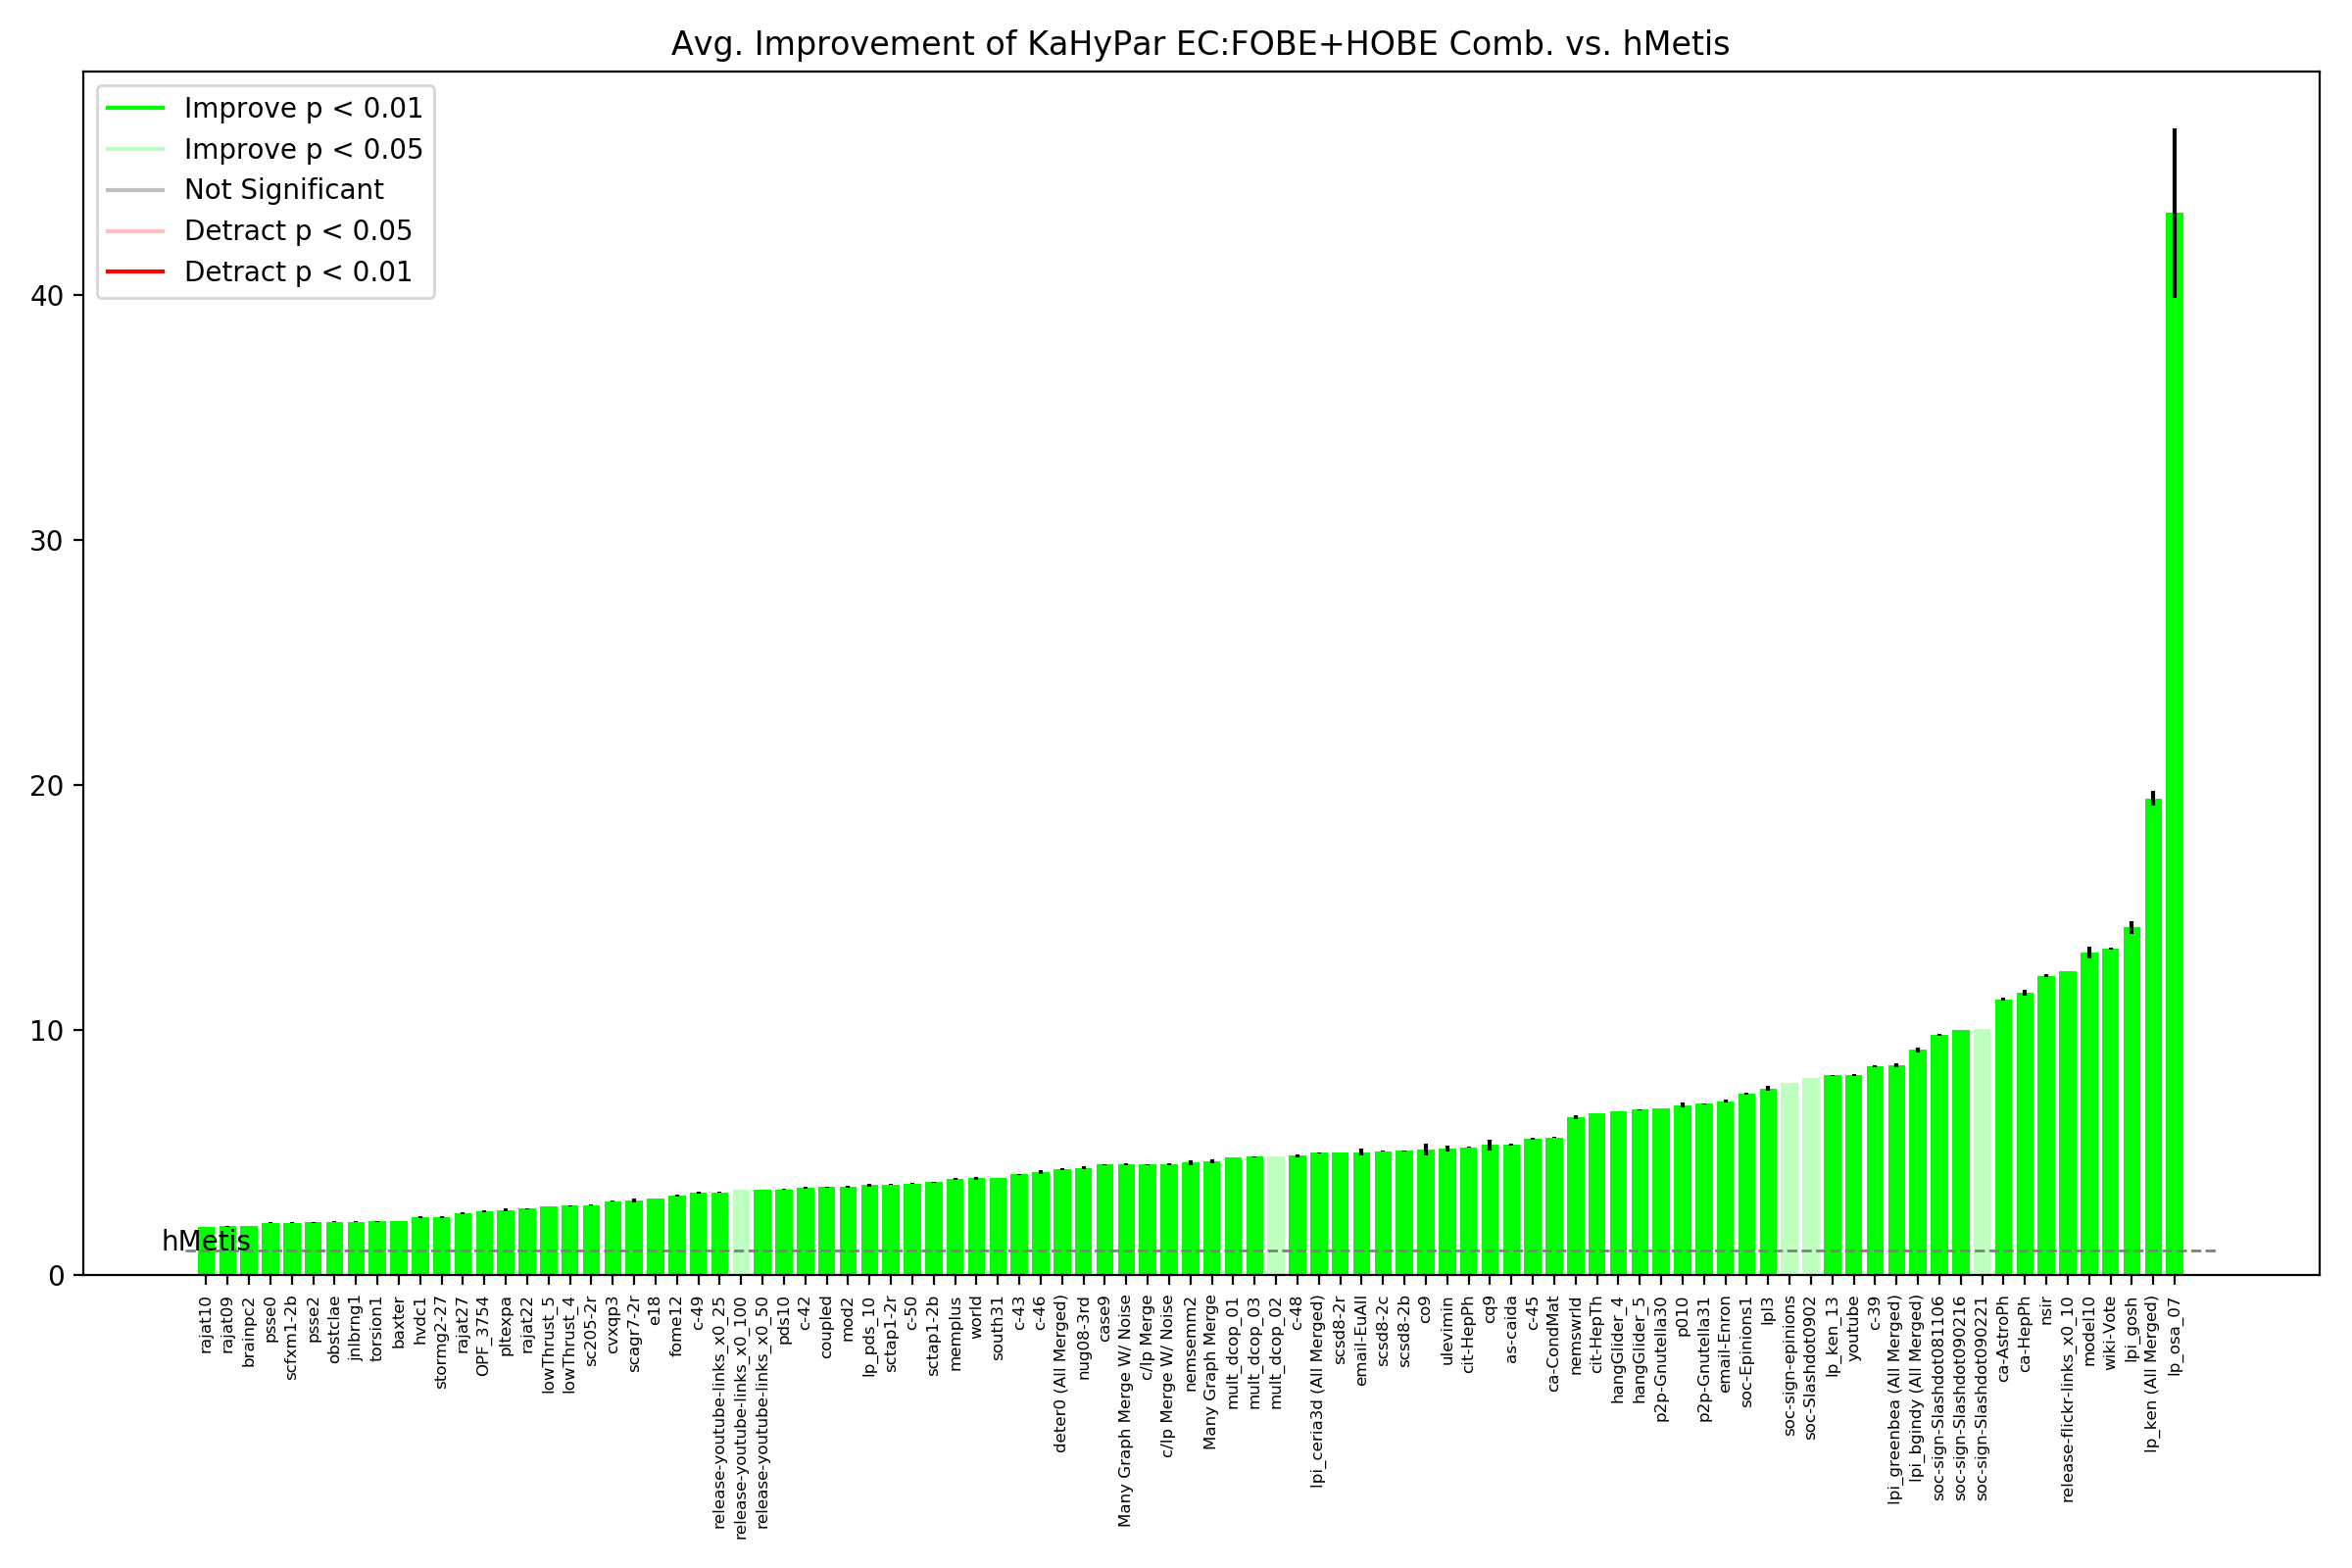 Avg. Improvement of KaHyPar EC:FOBE+HOBE Comb. vs. hMetis
Improve p < 0.01
Improve p < 0.05
Not Significant
Detract p < 0.05
Detract p < 0.01
40
30
20
10
0
hMetis
rajat10
rajat09
brainpc2
psse0
scfxm1-2b
psse2
obstclae
jnlbrng1
torsion1
baxter
hvdc1
stormg2-27
rajat27
OPF_3754
pltexpa
rajat22
lowThrust_5
lowThrust_4
sc205-2r
cvxqp3
scagr7-2r
e18
fome12
c-49
release-youtube-links_x0_25
release-youtube-links_x0_100
release-youtube-links_x0_50
pds10
c-42
coupled
mod2
lp_pds_10
sctap1-2r
c-50
sctap1-2b
memplus
world
south31
c-43
c-46
deter0 (All Merged)
nug08-3rd
case9
Many Graph Merge W/ Noise
c/lp Merge
c/lp Merge W/ Noise
nemsemm2
Many Graph Merge
mult_dcop_01
mult_dcop_03
mult_dcop_02
c-48
lpi_ceria3d (All Merged)
scsd8-2r
email-EuAll
scsd8-2c
scsd8-2b
co9
ulevimin
cit-HepPh
cq9
as-caida
c-45
ca-CondMat
nemswrld
cit-HepTh
hangGlider_4
hangGlider_5
p2p-Gnutella30
p010
p2p-Gnutella31
email-Enron
soc-Epinions1
lpl3
soc-sign-epinions
soc-Slashdot0902
lp_ken_13
youtube
c-39
lpi_greenbea (All Merged)
lpi_bgindy (All Merged)
soc-sign-Slashdot081106
soc-sign-Slashdot090216
soc-sign-Slashdot090221
ca-AstroPh
ca-HepPh
nsir
release-flickr-links_x0_10
model10
wiki-Vote
lpi_gosh
lp_ken (All Merged)
lp_osa_07